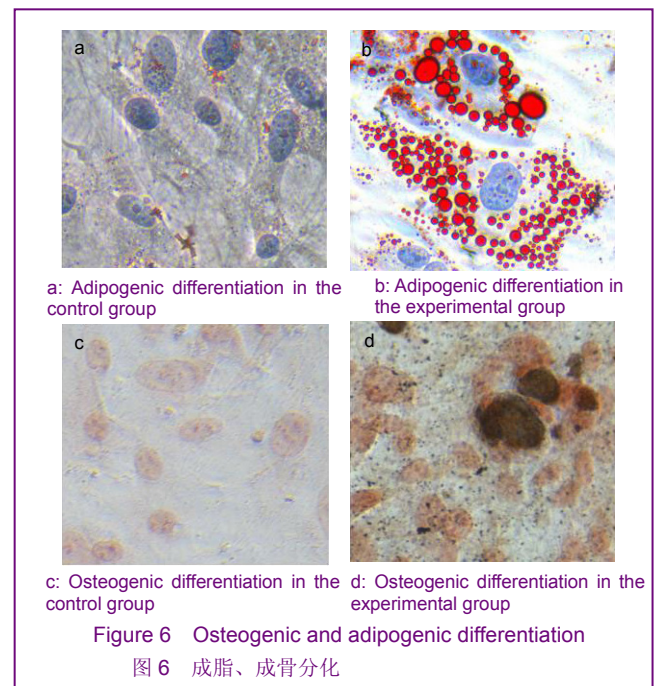 a
b
a: Adipogenic differentiation in the
control group
b: Adipogenic differentiation in
the experimental group
c
d
c: Osteogenic differentiation in the
control group
d: Osteogenic differentiation in the
experimental group
Figure 6 Osteogenic and adipogenic differentiation
图 6 成脂、成骨分化